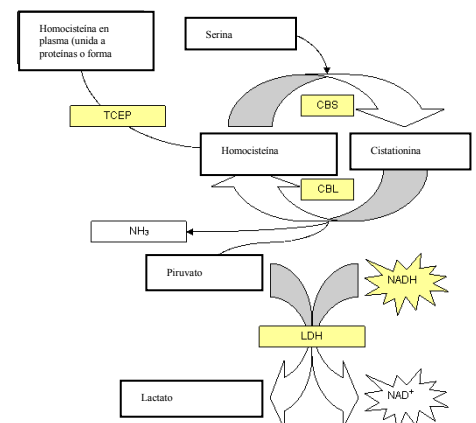 Homocisteína en
plasma (unida a
proteínas o forma
Serina
TCEP
CBS
Homocisteína
Cistationina
CBL
NH₃
Piruvato
NADH
LDH
Lactato
NAD⁺